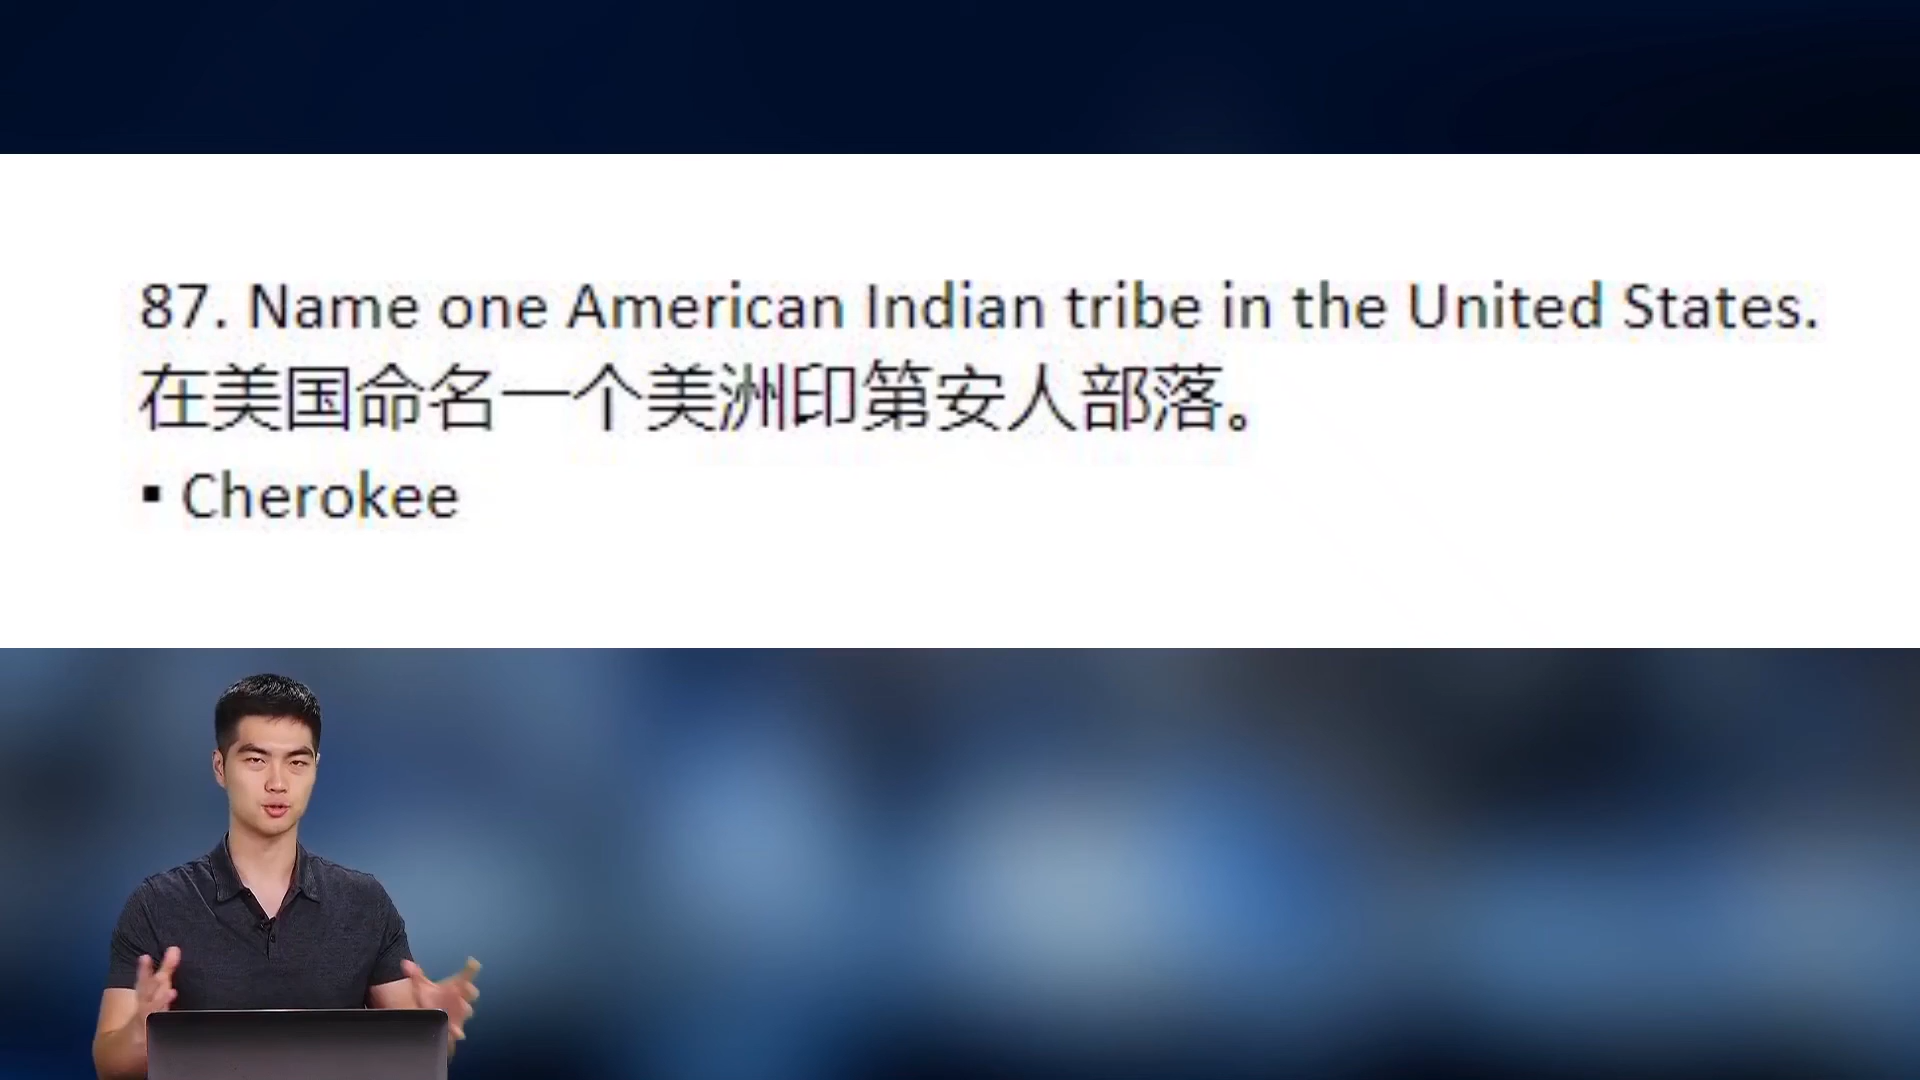 87. Name one American Indian tribe in the United States.
在美国命名一个美洲印第安人部落。
▪ Cherokee